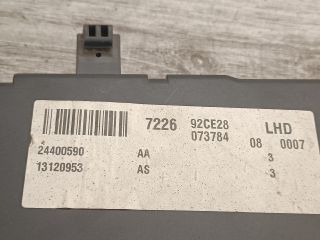 7226 92CE28 LHD
073784 08 0007
24400590 AA 3
13120953 AS 3